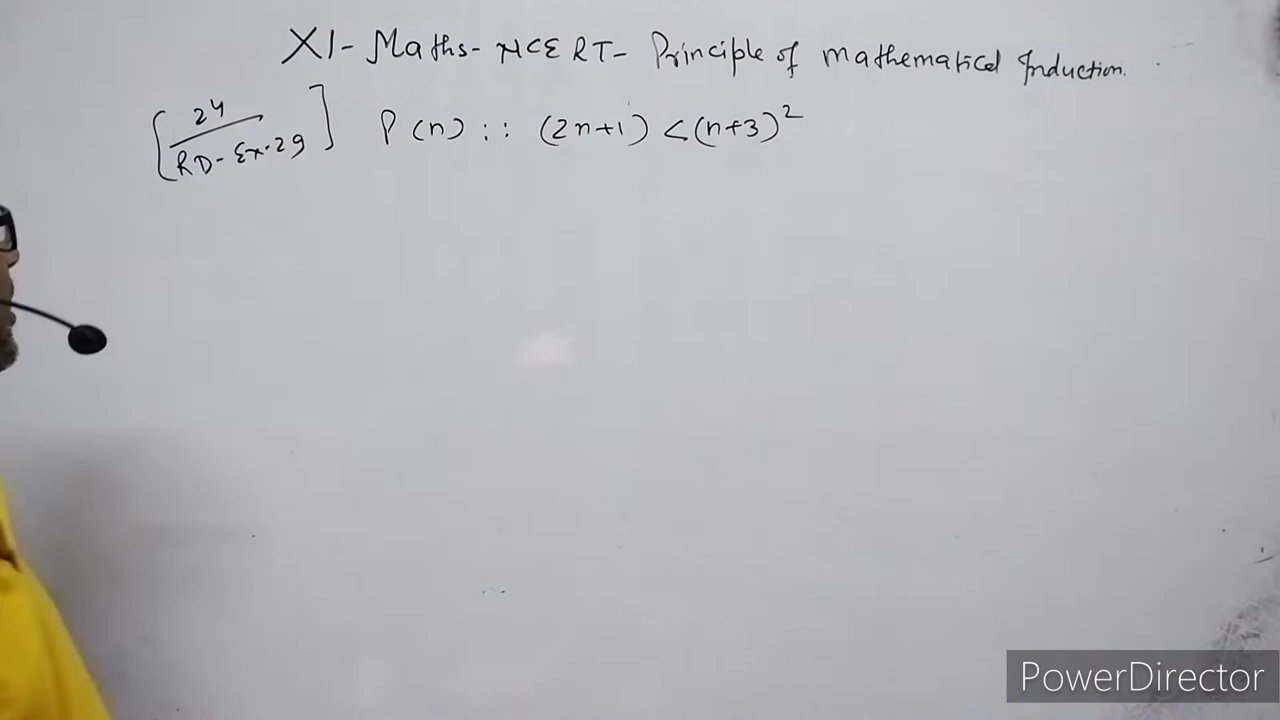 XI- Maths- NCERT- Principle of mathematical Induction.
[24/RD-Ex-29] P(n) :: (2n+1) <(n+3)²
PowerDirector